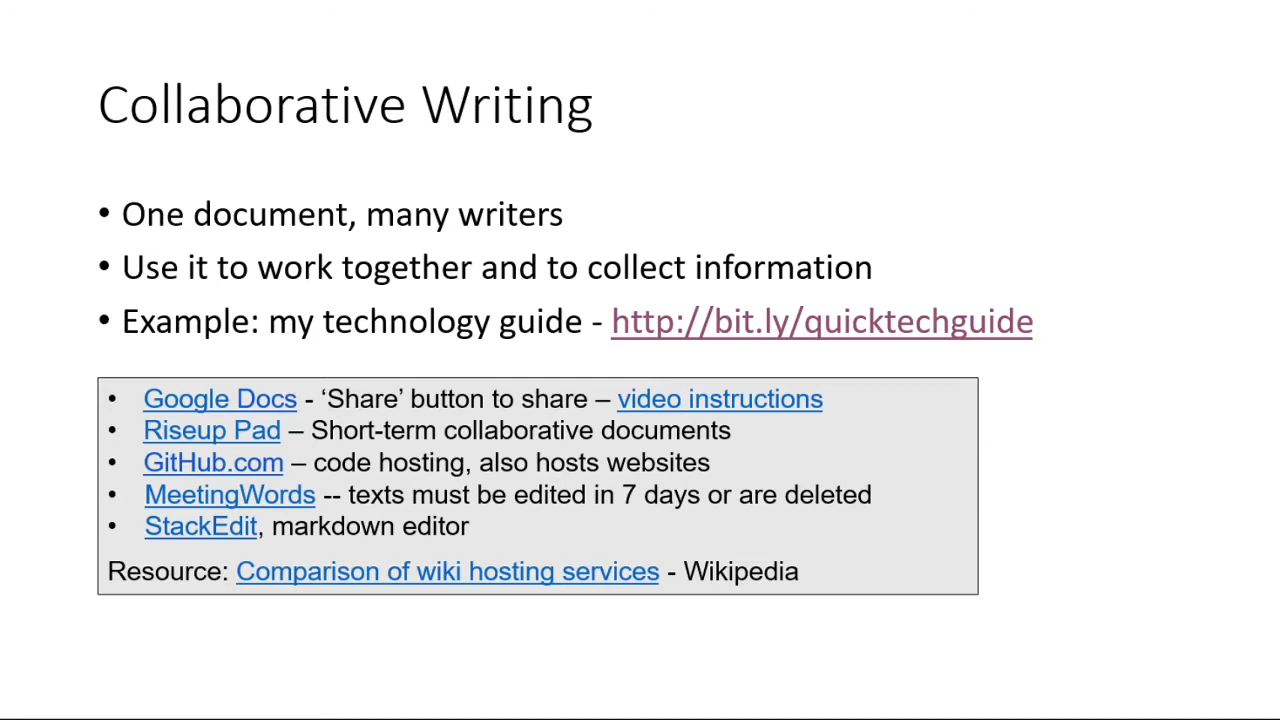 Collaborative Writing
• One document, many writers
• Use it to work together and to collect information
• Example: my technology guide - http://bit.ly/quicktechguide
• Google Docs - ‘Share’ button to share – video instructions
• Riseup Pad – Short-term collaborative documents
• GitHub.com – code hosting, also hosts websites
• MeetingWords -- texts must be edited in 7 days or are deleted
• StackEdit, markdown editor
Resource: Comparison of wiki hosting services - Wikipedia